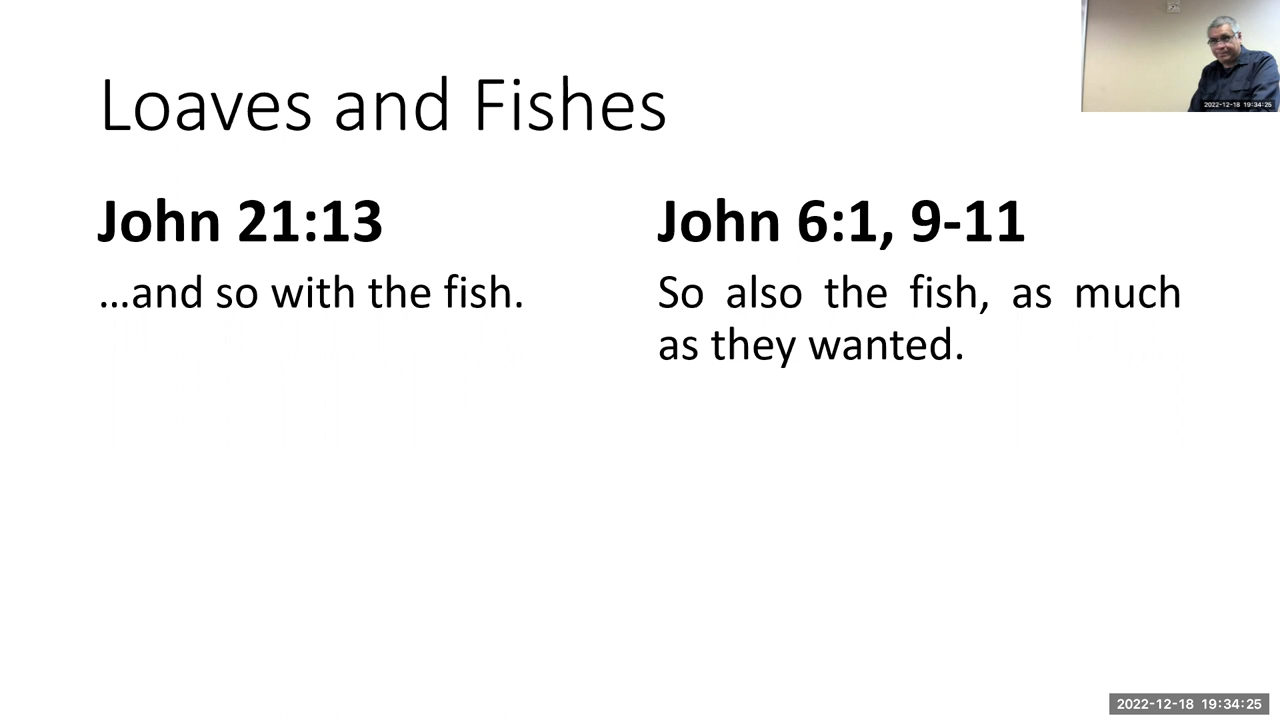 Loaves and Fishes
John 21:13
…and so with the fish.
John 6:1, 9-11
So also the fish, as much
as they wanted.
2022-12-18 19:34:25
2022-12-18 19:34:25